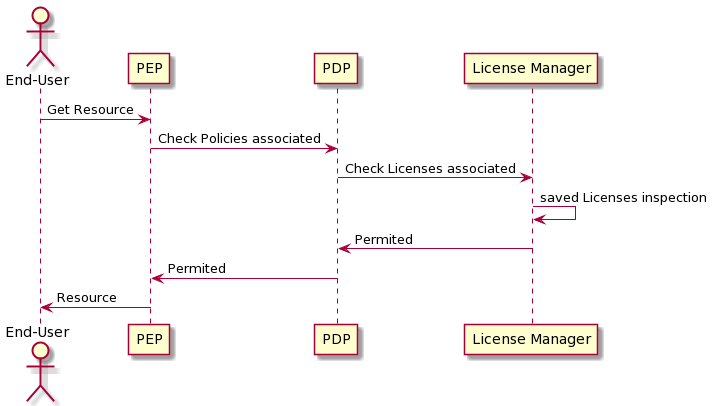 End-User
PEP
PDP
License Manager
Get Resource
Check Policies associated
Check Licenses associated
saved Licenses inspection
Permited
Permited
Resource
End-User
PEP
PDP
License Manager